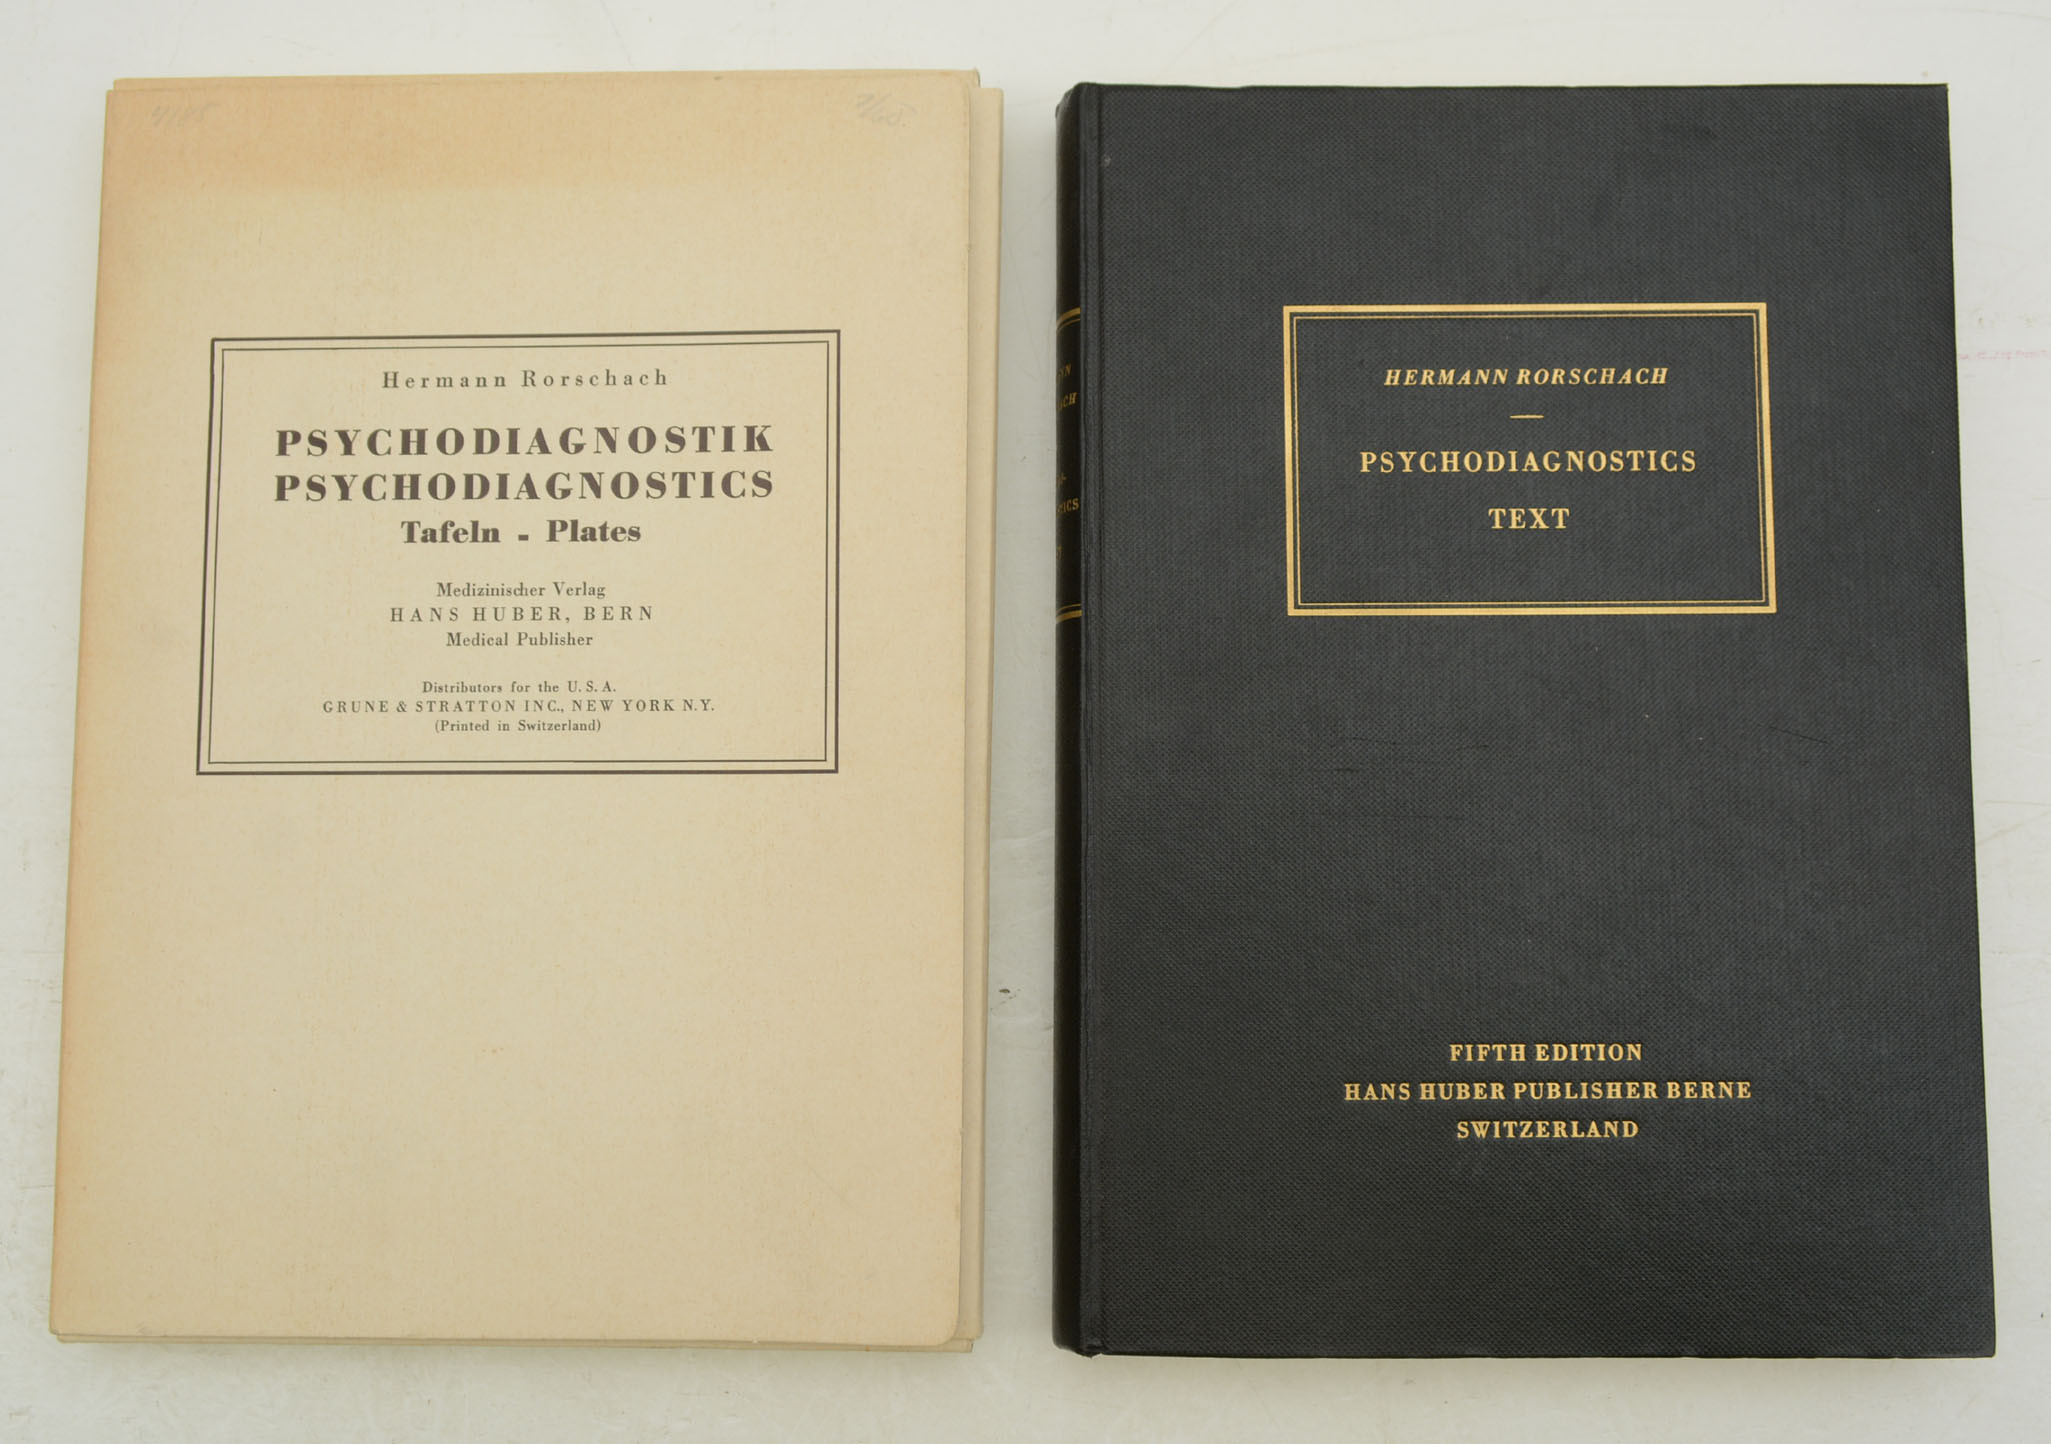 Hermann Rorschach
PSYCHODIAGNOSTIK
PSYCHODIAGNOSTICS
Tafeln - Plates
Medizinischer Verlag
HANS HUBER, BERN
Medical Publisher
Distributors for the U. S. A.
GRUNE & STRATTON INC., NEW YORK N.Y.
(Printed in Switzerland)
HERMANN RORSCHACH
PSYCHODIAGNOSTICS
TEXT
FIFTH EDITION
HANS HUBER PUBLISHER BERNE
SWITZERLAND